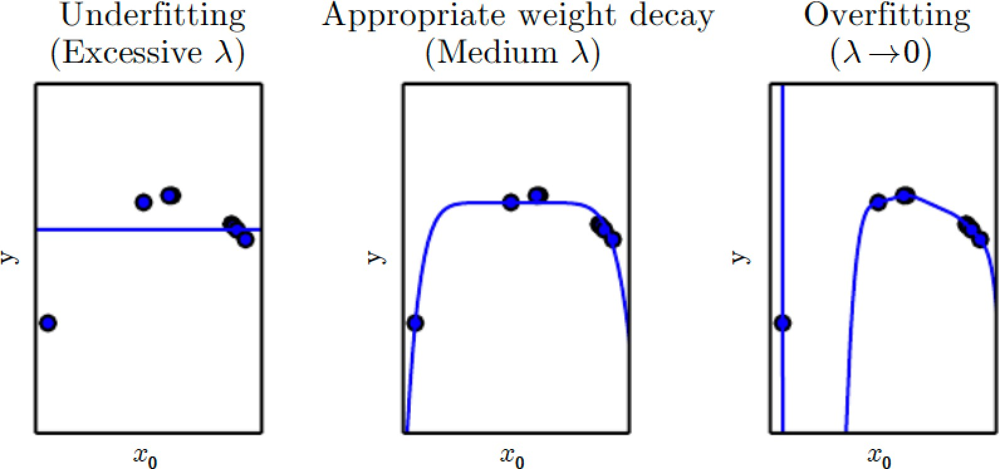 Underfitting
(Excessive λ)
Appropriate weight decay
(Medium λ)
Overfitting
(λ→0)
y
x₀
y
x₀
y
x₀